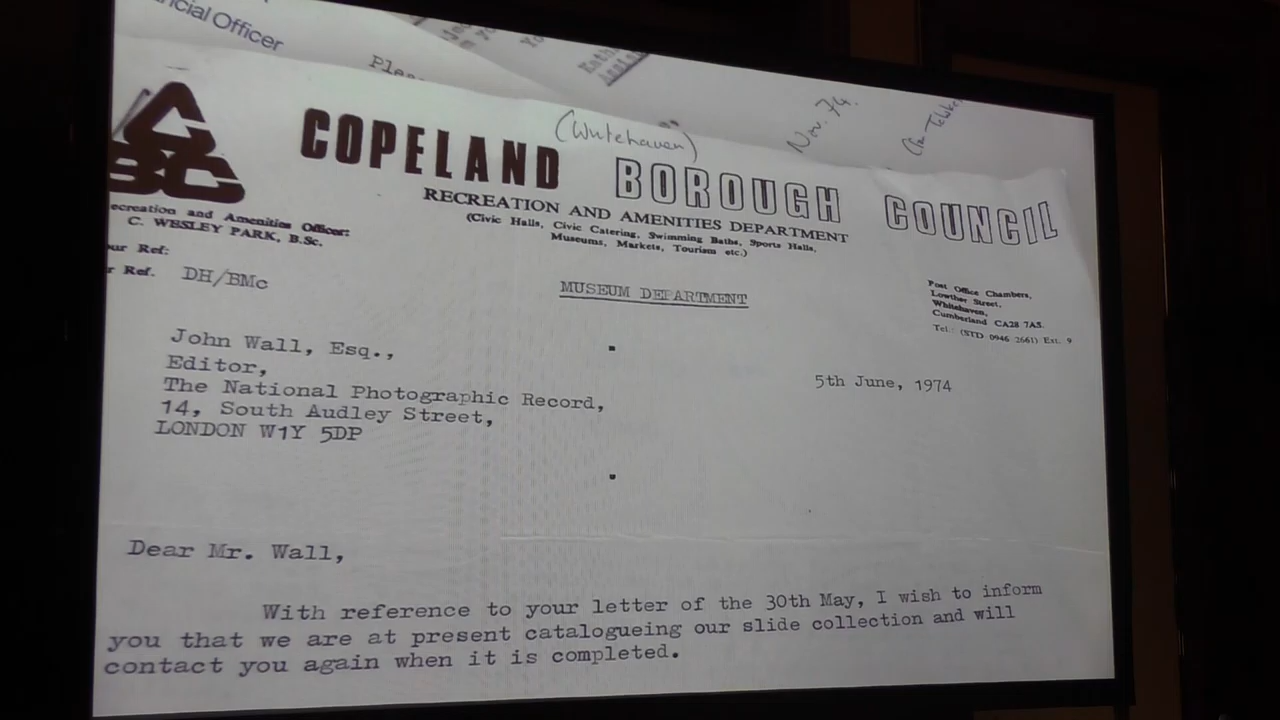 Financial Officer
Plea
Nov. 74.
(Whitehaven)
CBC
COPELAND BOROUGH COUNCIL
RECREATION AND AMENITIES DEPARTMENT
(Civic Halls, Civic Catering, Swimming Baths, Sports Halls,
Museums, Markets, Tourism etc.)
ecreation and Amenities Officer:
C. WESLEY PARK, B.Sc.
ur Ref:
r Ref. DH/BMc
MUSEUM DEPARTMENT
Post Office Chambers,
Lowther Street,
Whitehaven,
Cumberland CA28 7AS.
Tel.: (STD 0946 2661) Ext. 9
John Wall, Esq.,
Editor,
The National Photographic Record,
14, South Audley Street,
LONDON W1Y 5DP
5th June, 1974
Dear Mr. Wall,
With reference to your letter of the 30th May, I wish to inform
you that we are at present catalogueing our slide collection and will
contact you again when it is completed.